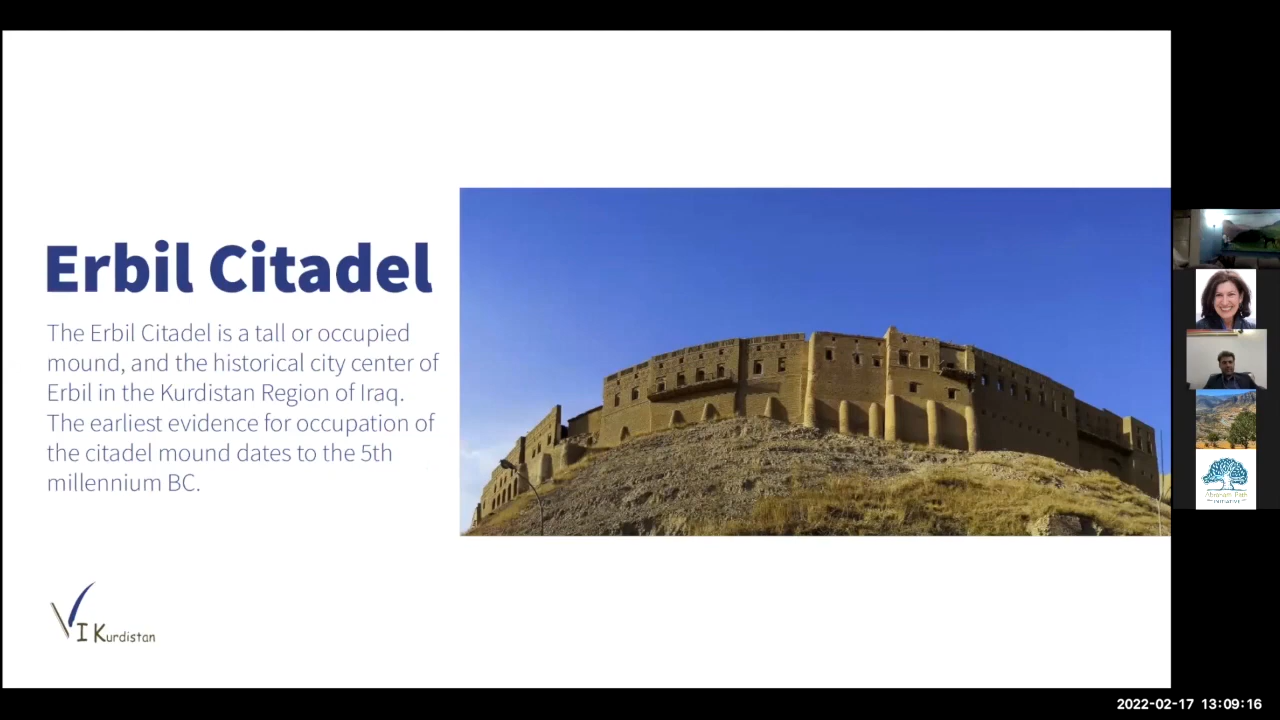 Erbil Citadel
The Erbil Citadel is a tall or occupied
mound, and the historical city center of
Erbil in the Kurdistan Region of Iraq.
The earliest evidence for occupation of
the citadel mound dates to the 5th
millennium BC.
VI Kurdistan
INITIATIVE
2022-02-17 13:09:16